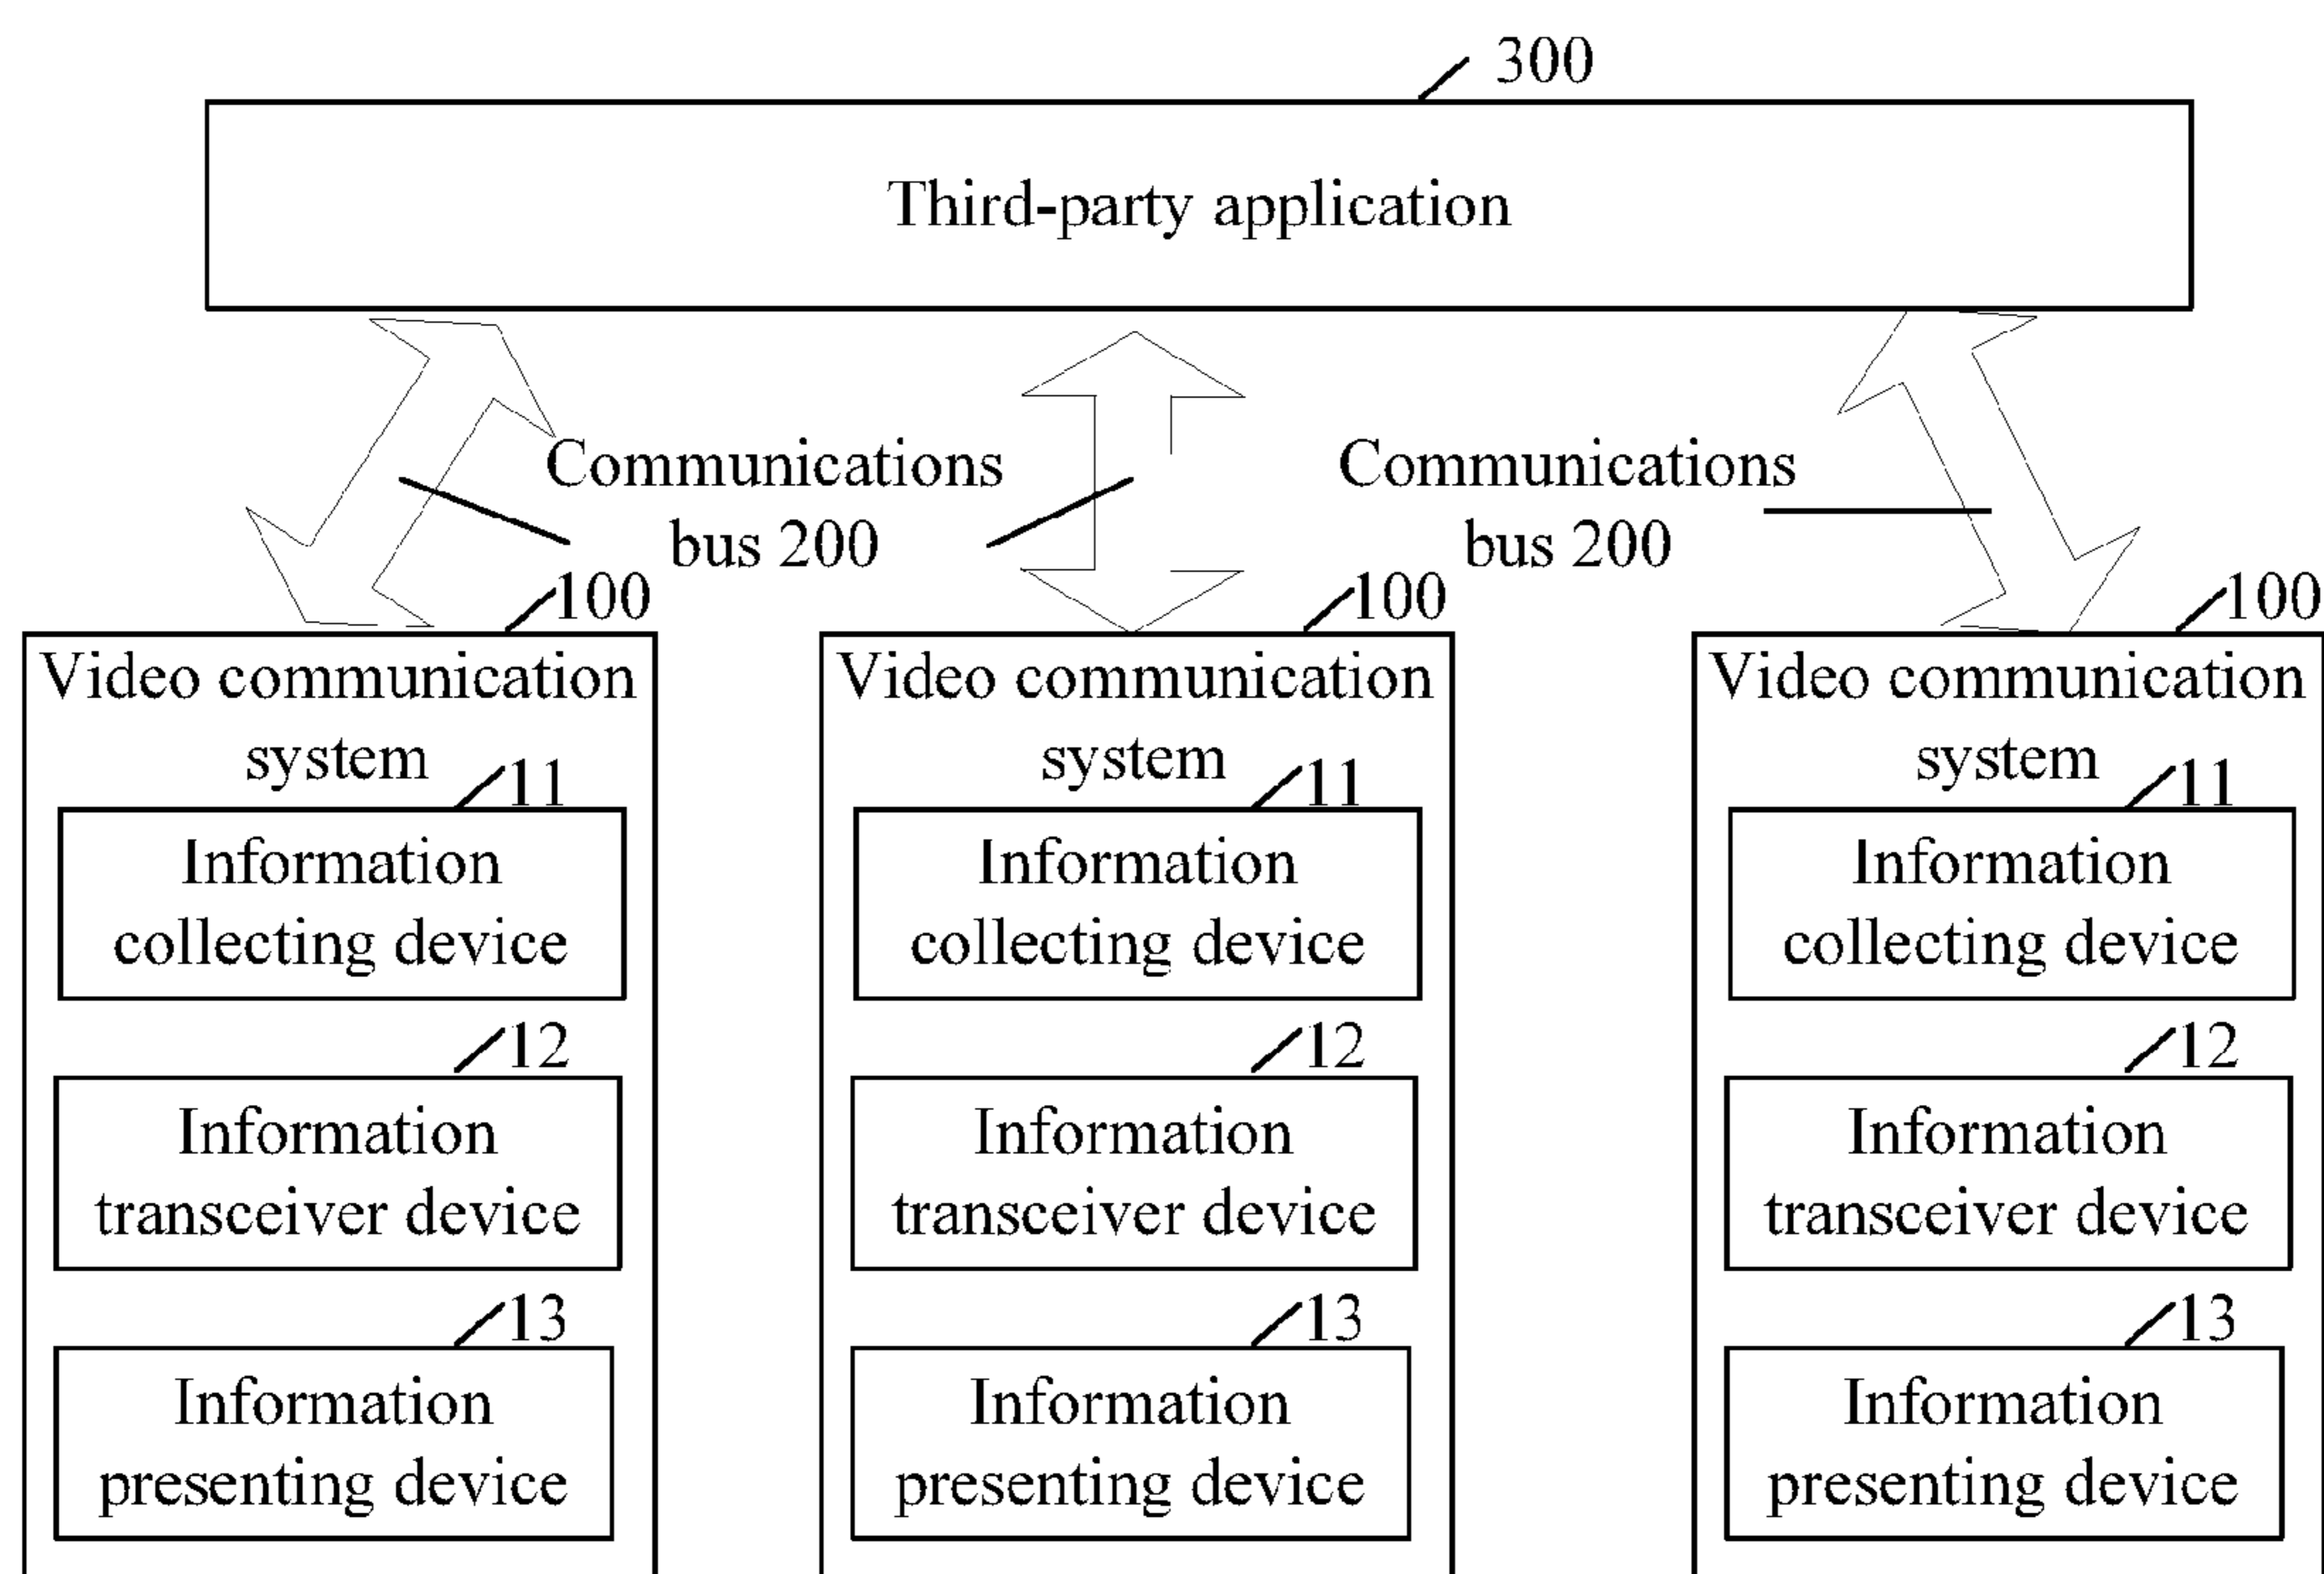 300
Third-party application
Communications
bus 200
Communications
bus 200
100
100
100
Video communication
system
11
Information
collecting device
12
Information
transceiver device
13
Information
presenting device
Video communication
system
11
Information
collecting device
12
Information
transceiver device
13
Information
presenting device
Video communication
system
11
Information
collecting device
12
Information
transceiver device
13
Information
presenting device